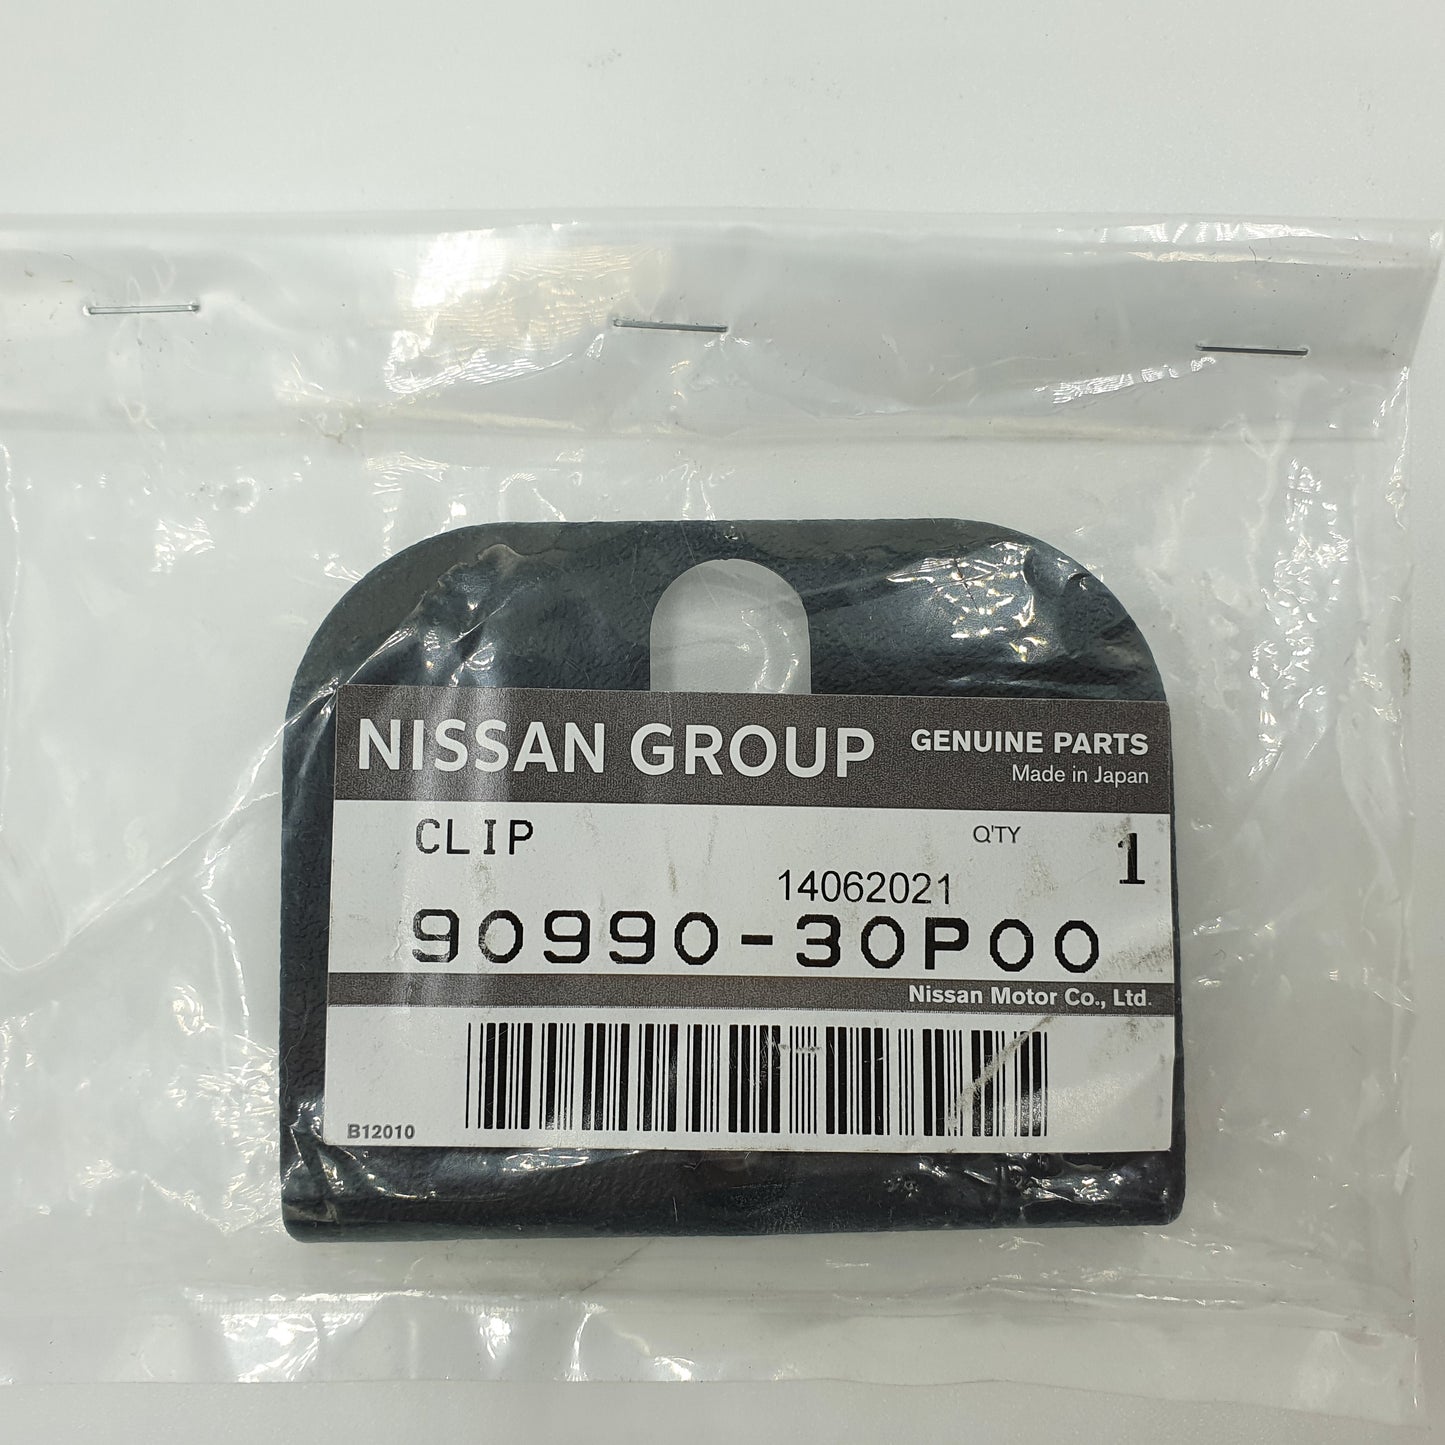 NISSAN GROUP GENUINE PARTS
Made in Japan
CLIP Q'TY 1
14062021
90990-30P00
Nissan Motor Co., Ltd.
B12010